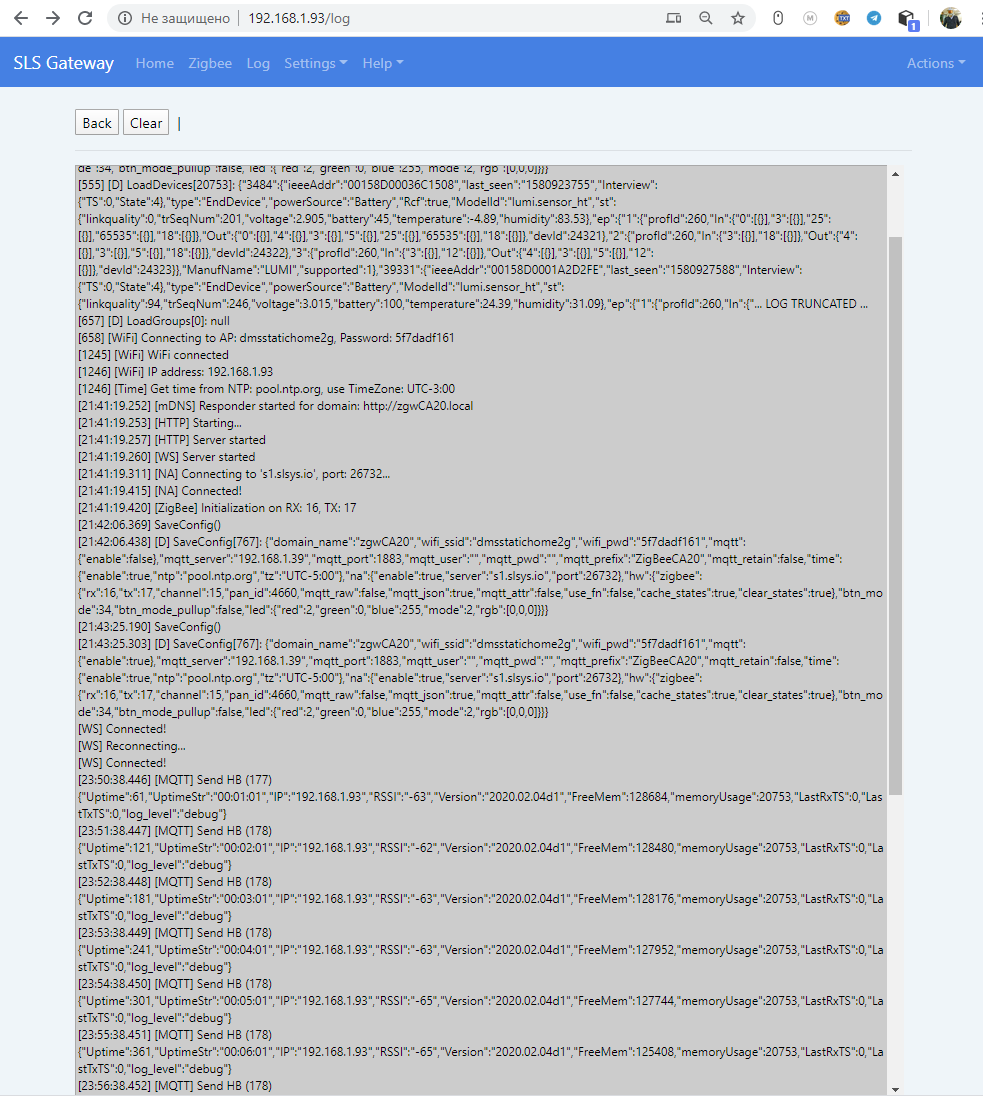 Не защищено 192.168.1.93/log
M
TXT
1
SLS Gateway Home Zigbee Log Settings Help Actions
Back Clear |
de":34,"btn_mode_pullup":false,"led":{"red":2,"green":0,"blue":255,"mode":2,"rgb":[0,0,0]}}}
[555] [D] LoadDevices[20753]: {"3484":{"ieeeAddr":"00158D00036C1508","last_seen":"1580923755","Interview":
{"TS":0,"State":4},"type":"EndDevice","powerSource":"Battery","Rcf":true,"ModelId":"lumi.sensor_ht","st":
{"linkquality":0,"trSeqNum":201,"voltage":2.905,"battery":45,"temperature":-4.89,"humidity":83.53},"ep":{"1":{"profId":260,"In":{"0":[{}],"3":[{}],"25":
[{}],"65535":[{}],"18":[{}]},"Out":{"0":[{}],"4":[{}],"3":[{}],"5":[{}],"25":[{}],"65535":[{}],"18":[{}]},"devId":24321},"2":{"profId":260,"In":{"3":[{}],"18":[{}]},"Out":{"4":
[{}],"3":[{}],"5":[{}],"18":[{}]},"devId":24322},"3":{"profId":260,"In":{"3":[{}],"12":[{}]},"Out":{"4":[{}],"3":[{}],"5":[{}],"12":
[{}]},"devId":24323}},"ManufName":"LUMI","supported":1},"39331":{"ieeeAddr":"00158D0001A2D2FE","last_seen":"1580927588","Interview":
{"TS":0,"State":4},"type":"EndDevice","powerSource":"Battery","ModelId":"lumi.sensor_ht","st":
{"linkquality":94,"trSeqNum":246,"voltage":3.015,"battery":100,"temperature":24.39,"humidity":31.09},"ep":{"1":{"profId":260,"In":{"... LOG TRUNCATED ...
[657] [D] LoadGroups[0]: null
[658] [WiFi] Connecting to AP: dmsstatichome2g, Password: 5f7dadf161
[1245] [WiFi] WiFi connected
[1246] [WiFi] IP address: 192.168.1.93
[1246] [Time] Get time from NTP: pool.ntp.org, use TimeZone: UTC-3:00
[21:41:19.252] [mDNS] Responder started for domain: http://zgwCA20.local
[21:41:19.253] [HTTP] Starting...
[21:41:19.257] [HTTP] Server started
[21:41:19.260] [WS] Server started
[21:41:19.311] [NA] Connecting to 's1.slsys.io', port: 26732...
[21:41:19.415] [NA] Connected!
[21:41:19.420] [ZigBee] Initialization on RX: 16, TX: 17
[21:42:06.369] SaveConfig()
[21:42:06.438] [D] SaveConfig[767]: {"domain_name":"zgwCA20","wifi_ssid":"dmsstatichome2g","wifi_pwd":"5f7dadf161","mqtt":
{"enable":false},"mqtt_server":"192.168.1.39","mqtt_port":1883,"mqtt_user":"","mqtt_pwd":"","mqtt_prefix":"ZigBeeCA20","mqtt_retain":false,"time":
{"enable":true,"ntp":"pool.ntp.org","tz":"UTC-5:00"},"na":{"enable":true,"server":"s1.slsys.io","port":26732},"hw":{"zigbee":
{"rx":16,"tx":17,"channel":15,"pan_id":4660,"mqtt_raw":false,"mqtt_json":true,"mqtt_attr":false,"use_fn":false,"cache_states":true,"clear_states":true},"btn_mo
de":34,"btn_mode_pullup":false,"led":{"red":2,"green":0,"blue":255,"mode":2,"rgb":[0,0,0]}}}
[21:43:25.190] SaveConfig()
[21:43:25.303] [D] SaveConfig[767]: {"domain_name":"zgwCA20","wifi_ssid":"dmsstatichome2g","wifi_pwd":"5f7dadf161","mqtt":
{"enable":true},"mqtt_server":"192.168.1.39","mqtt_port":1883,"mqtt_user":"","mqtt_pwd":"","mqtt_prefix":"ZigBeeCA20","mqtt_retain":false,"time":
{"enable":true,"ntp":"pool.ntp.org","tz":"UTC-5:00"},"na":{"enable":true,"server":"s1.slsys.io","port":26732},"hw":{"zigbee":
{"rx":16,"tx":17,"channel":15,"pan_id":4660,"mqtt_raw":false,"mqtt_json":true,"mqtt_attr":false,"use_fn":false,"cache_states":true,"clear_states":true},"btn_mo
de":34,"btn_mode_pullup":false,"led":{"red":2,"green":0,"blue":255,"mode":2,"rgb":[0,0,0]}}}
[WS] Connected!
[WS] Reconnecting...
[WS] Connected!
[23:50:38.446] [MQTT] Send HB (177)
{"Uptime":61,"UptimeStr":"00:01:01","IP":"192.168.1.93","RSSI":"-63","Version":"2020.02.04d1","FreeMem":128684,"memoryUsage":20753,"LastRxTS":0,"Las
tTxTS":0,"log_level":"debug"}
[23:51:38.447] [MQTT] Send HB (178)
{"Uptime":121,"UptimeStr":"00:02:01","IP":"192.168.1.93","RSSI":"-62","Version":"2020.02.04d1","FreeMem":128480,"memoryUsage":20753,"LastRxTS":0,"La
stTxTS":0,"log_level":"debug"}
[23:52:38.448] [MQTT] Send HB (178)
{"Uptime":181,"UptimeStr":"00:03:01","IP":"192.168.1.93","RSSI":"-63","Version":"2020.02.04d1","FreeMem":128176,"memoryUsage":20753,"LastRxTS":0,"La
stTxTS":0,"log_level":"debug"}
[23:53:38.449] [MQTT] Send HB (178)
{"Uptime":241,"UptimeStr":"00:04:01","IP":"192.168.1.93","RSSI":"-63","Version":"2020.02.04d1","FreeMem":127952,"memoryUsage":20753,"LastRxTS":0,"La
stTxTS":0,"log_level":"debug"}
[23:54:38.450] [MQTT] Send HB (178)
{"Uptime":301,"UptimeStr":"00:05:01","IP":"192.168.1.93","RSSI":"-65","Version":"2020.02.04d1","FreeMem":127744,"memoryUsage":20753,"LastRxTS":0,"La
stTxTS":0,"log_level":"debug"}
[23:55:38.451] [MQTT] Send HB (178)
{"Uptime":361,"UptimeStr":"00:06:01","IP":"192.168.1.93","RSSI":"-65","Version":"2020.02.04d1","FreeMem":125408,"memoryUsage":20753,"LastRxTS":0,"La
stTxTS":0,"log_level":"debug"}
[23:56:38.452] [MQTT] Send HB (178)